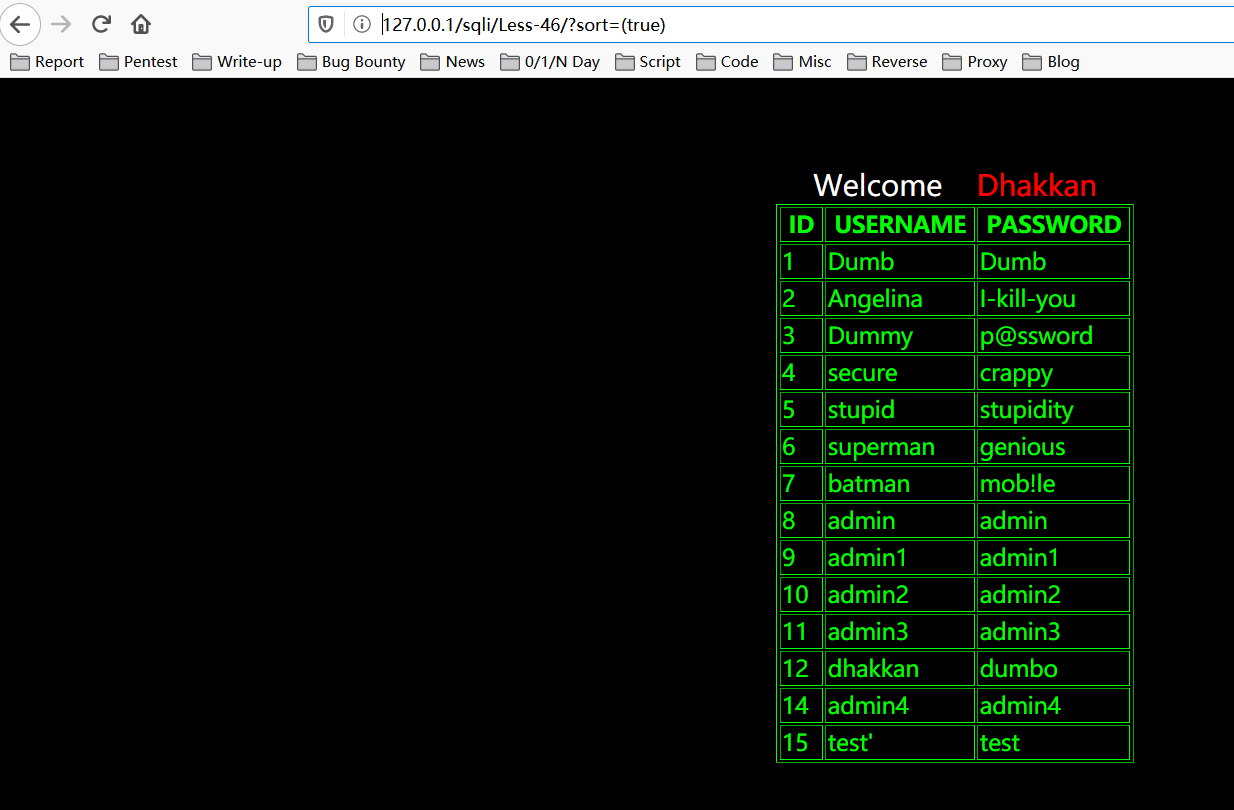 127.0.0.1/sqli/Less-46/?sort=(true)
Report Pentest Write-up Bug Bounty News 0/1/N Day Script Code Misc Reverse Proxy Blog
Welcome Dhakkan
ID USERNAME PASSWORD
1 Dumb Dumb
2 Angelina I-kill-you
3 Dummy p@ssword
4 secure crappy
5 stupid stupidity
6 superman genious
7 batman mob!le
8 admin admin
9 admin1 admin1
10 admin2 admin2
11 admin3 admin3
12 dhakkan dumbo
14 admin4 admin4
15 test' test